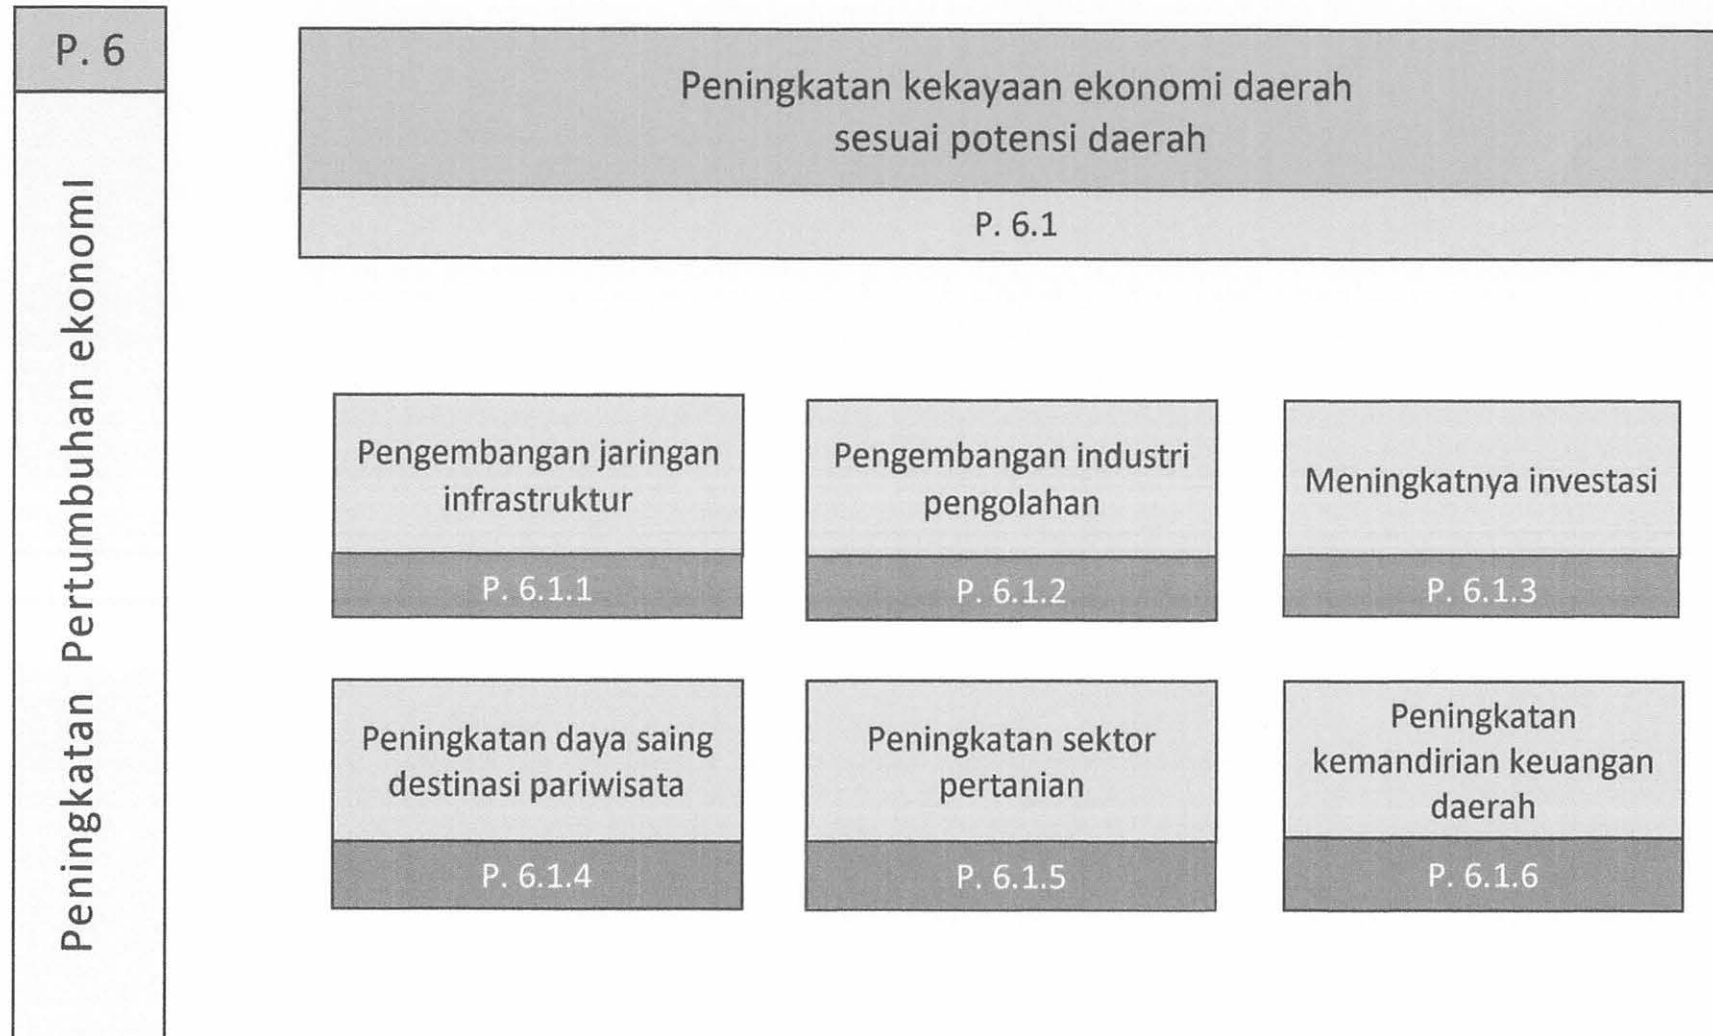 P. 6
Peningkatan Pertumbuhan ekonomI
Peningkatan kekayaan ekonomi daerah
sesuai potensi daerah
P. 6.1
Pengembangan jaringan
infrastruktur
P. 6.1.1
Pengembangan industri
pengolahan
P. 6.1.2
Meningkatnya investasi
P. 6.1.3
Peningkatan daya saing
destinasi pariwisata
P. 6.1.4
Peningkatan sektor
pertanian
P. 6.1.5
Peningkatan
kemandirian keuangan
daerah
P. 6.1.6